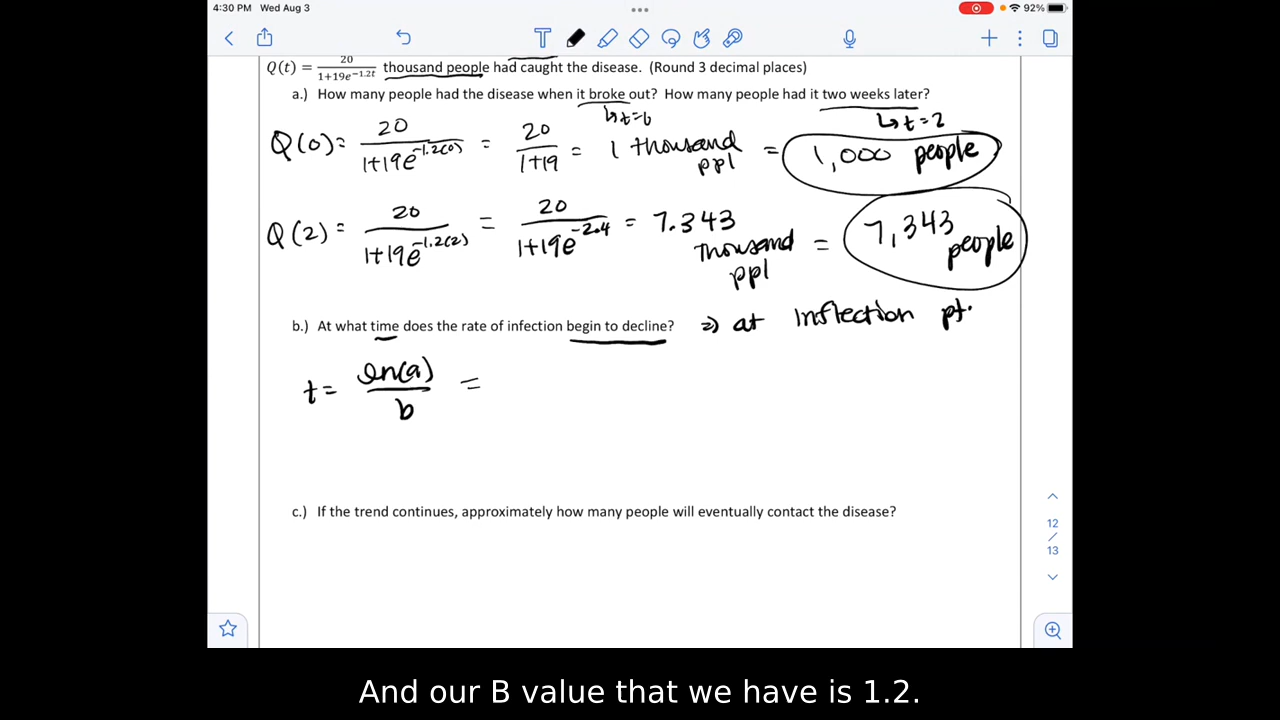 4:30 PM Wed Aug 3
92%
Q(t) = 20 / 1+19e^−1.2t thousand people had caught the disease. (Round 3 decimal places)
a.) How many people had the disease when it broke out? How many people had it two weeks later?
↳ t=0
↳ t=2
Q(0)= 20 / 1+19e^-1.2(0) = 20 / 1+19 = 1 thousand ppl = 1,000 people
Q(2)= 20 / 1+19e^-1.2(2) = 20 / 1+19e^-2.4 = 7.343 thousand ppl = 7,343 people
b.) At what time does the rate of infection begin to decline? ⇒ at inflection pt.
t= ln(a) / b =
c.) If the trend continues, approximately how many people will eventually contact the disease?
12
/
13
And our B value that we have is 1.2.